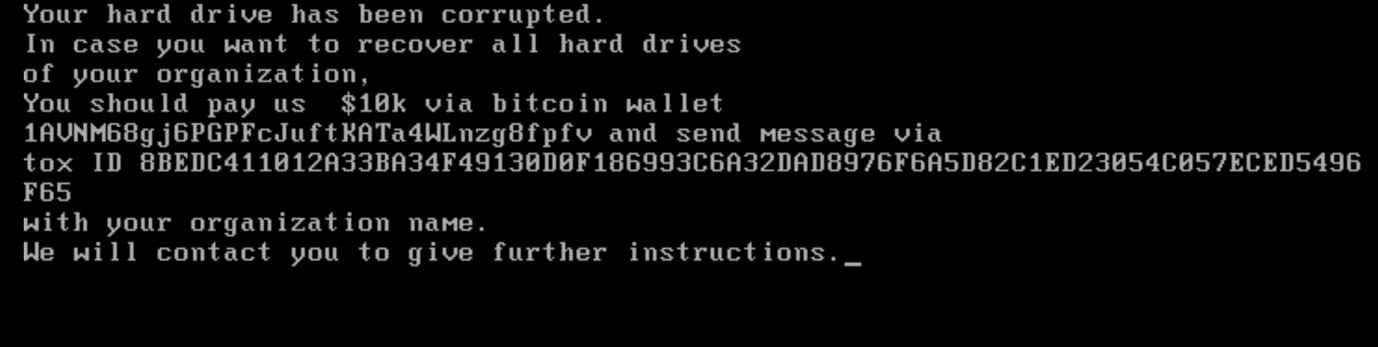 Your hard drive has been corrupted.
In case you want to recover all hard drives
of your organization,
You should pay us  $10k via bitcoin wallet
1AVNM68gj6PGPFcJuftKATa4WLnzg8fpfv and send message via
tox ID 8BEDC411012A33BA34F49130D0F186993C6A32DAD8976F6A5D82C1ED23054C057ECED5496
F65
with your organization name.
We will contact you to give further instructions._